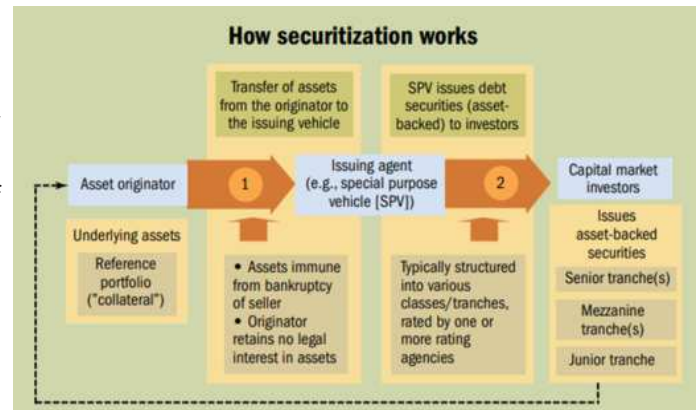 How securitization works
Transfer of assets
from the originator to
the issuing vehicle
SPV issues debt
securities (asset-
backed) to investors
Asset originator
1
Issuing agent
(e.g., special purpose
vehicle [SPV])
2
Capital market
investors
Underlying assets
Reference
portfolio
("collateral")
• Assets immune
from bankruptcy
of seller
• Originator
retains no legal
interest in assets
Typically structured
into various
classes/tranches,
rated by one or
more rating
agencies
Issues
asset-backed
securities
Senior tranche(s)
Mezzanine
tranche(s)
Junior tranche